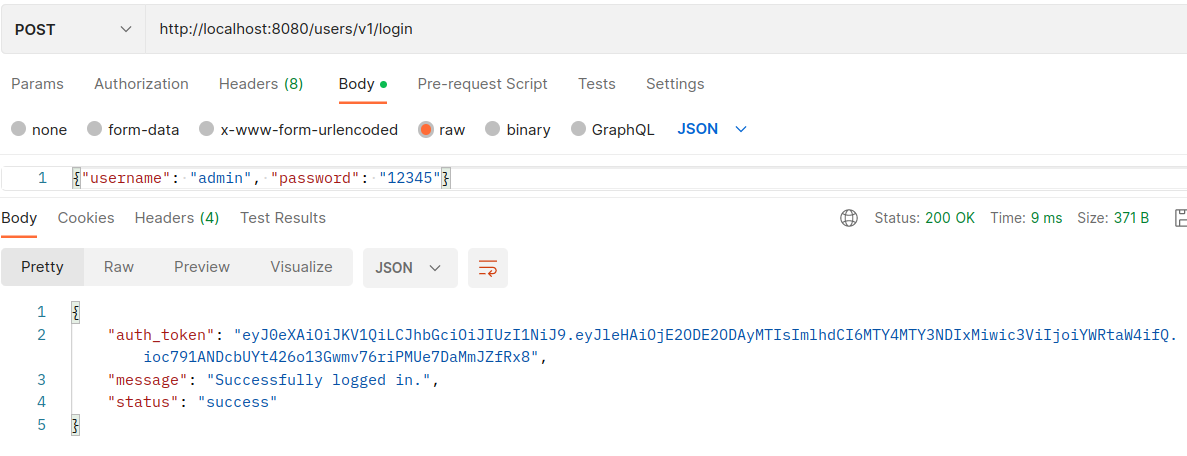 POST http://localhost:8080/users/v1/login
Params Authorization Headers (8) Body Pre-request Script Tests Settings
none form-data x-www-form-urlencoded raw binary GraphQL JSON
1 {"username": "admin", "password": "12345"}
Body Cookies Headers (4) Test Results Status: 200 OK Time: 9 ms Size: 371 B
Pretty Raw Preview Visualize JSON
1 {
2 "auth_token": "eyJ0eXAiOiJKV1QiLCJhbGciOiJIUzI1NiJ9.eyJleHAiOjE2ODE2ODAyMTIsImlhdCI6MTY4MTY3NDIxMiwic3ViIjoiYWRtaW4ifQ.
ioc791ANDcbUYt426o13Gwmv76riPMUe7DaMmJZfRx8",
3 "message": "Successfully logged in.",
4 "status": "success"
5 }